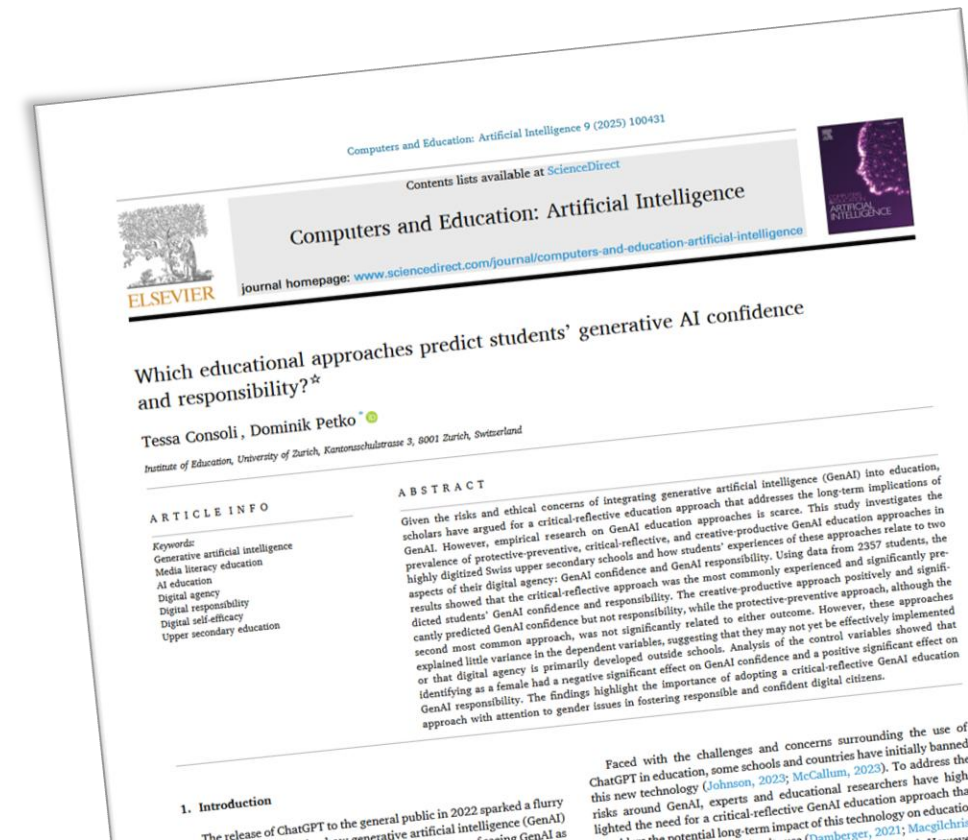 Computers and Education: Artificial Intelligence 9 (2025) 100431
Contents lists available at ScienceDirect
Computers and Education: Artificial Intelligence
journal homepage: www.sciencedirect.com/journal/computers-and-education-artificial-intelligence
ELSEVIER
ARTIFICIAL
INTELLIGENCE
Which educational approaches predict students' generative AI confidence
and responsibility?☆
Tessa Consoli, Dominik Petko *
Institute of Education, University of Zurich, Kantonsschulstrasse 3, 8001 Zurich, Switzerland
ARTICLE INFO
Keywords:
Generative artificial intelligence
Media literacy education
AI education
Digital agency
Digital responsibility
Digital self-efficacy
Upper secondary education
ABSTRACT
Given the risks and ethical concerns of integrating generative artificial intelligence (GenAI) into education,
scholars have argued for a critical-reflective education approach that addresses the long-term implications of
GenAI. However, empirical research on GenAI education approaches is scarce. This study investigates the
prevalence of protective-preventive, critical-reflective, and creative-productive GenAI education approaches in
highly digitized Swiss upper secondary schools and how students' experiences of these approaches relate to two
aspects of their digital agency: GenAI confidence and GenAI responsibility. Using data from 2357 students, the
results showed that the critical-reflective approach was the most commonly experienced and significantly pre-
dicted students' GenAI confidence and responsibility. The creative-productive approach positively and signifi-
cantly predicted GenAI confidence but not responsibility, while the protective-preventive approach, although the
second most common approach, was not significantly related to either outcome. However, these approaches
explained little variance in the dependent variables, suggesting that they may not yet be effectively implemented
or that digital agency is primarily developed outside schools. Analysis of the control variables showed that
identifying as a female had a negative significant effect on GenAI confidence and a positive significant effect on
GenAI responsibility. The findings highlight the importance of adopting a critical-reflective GenAI education
approach with attention to gender issues in fostering responsible and confident digital citizens.
1. Introduction
The release of ChatGPT to the general public in 2022 sparked a flurry
generative artificial intelligence (GenAI)
GenAI as
Faced with the challenges and concerns surrounding the use of
ChatGPT in education, some schools and countries have initially banned
this new technology (Johnson, 2023; McCallum, 2023). To address the
risks around GenAI, experts and educational researchers have high
lighted the need for a critical-reflective GenAI education approach tha
the potential long-term impact of this technology on educatio
(Damberger, 2021; Macgilchris